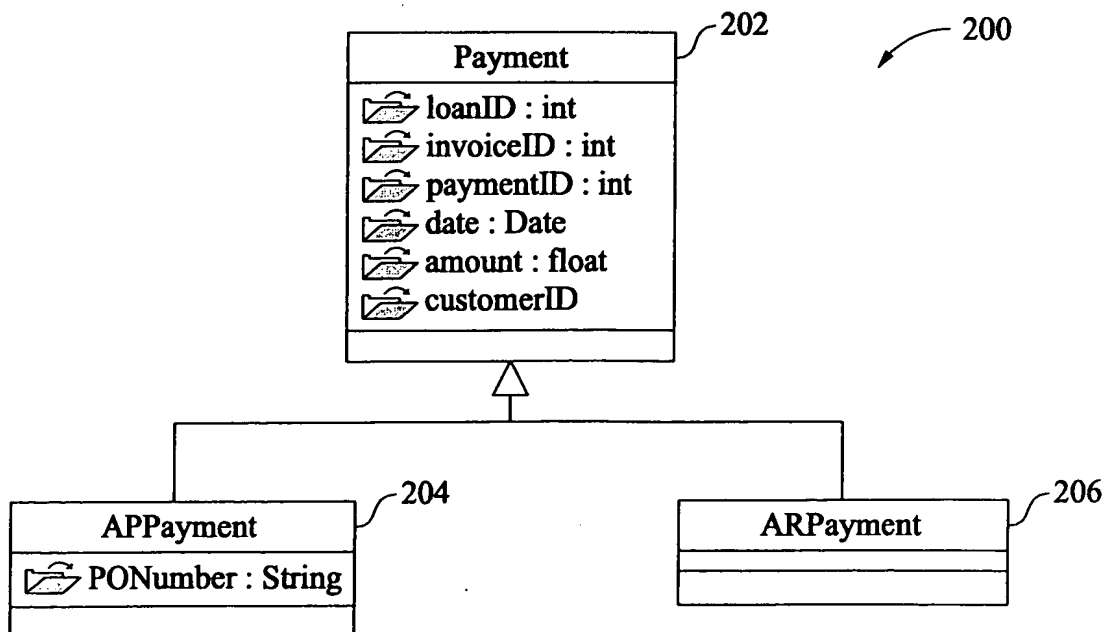 202
200
Payment
loanID : int
invoiceID : int
paymentID : int
date : Date
amount : float
customerID
204
APPayment
PONumber : String
206
ARPayment